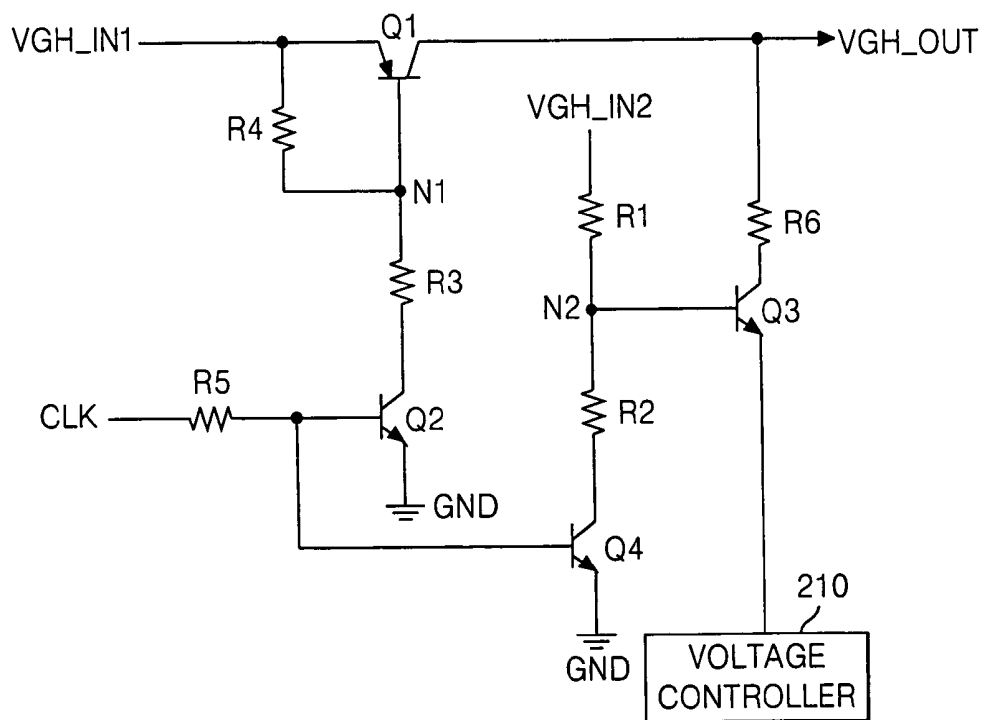 Q1
VGH_IN1
VGH_OUT
VGH_IN2
R4
N1
R1
R6
R3
N2
Q3
R5
CLK
Q2
R2
GND
Q4
210
GND
VOLTAGE
CONTROLLER